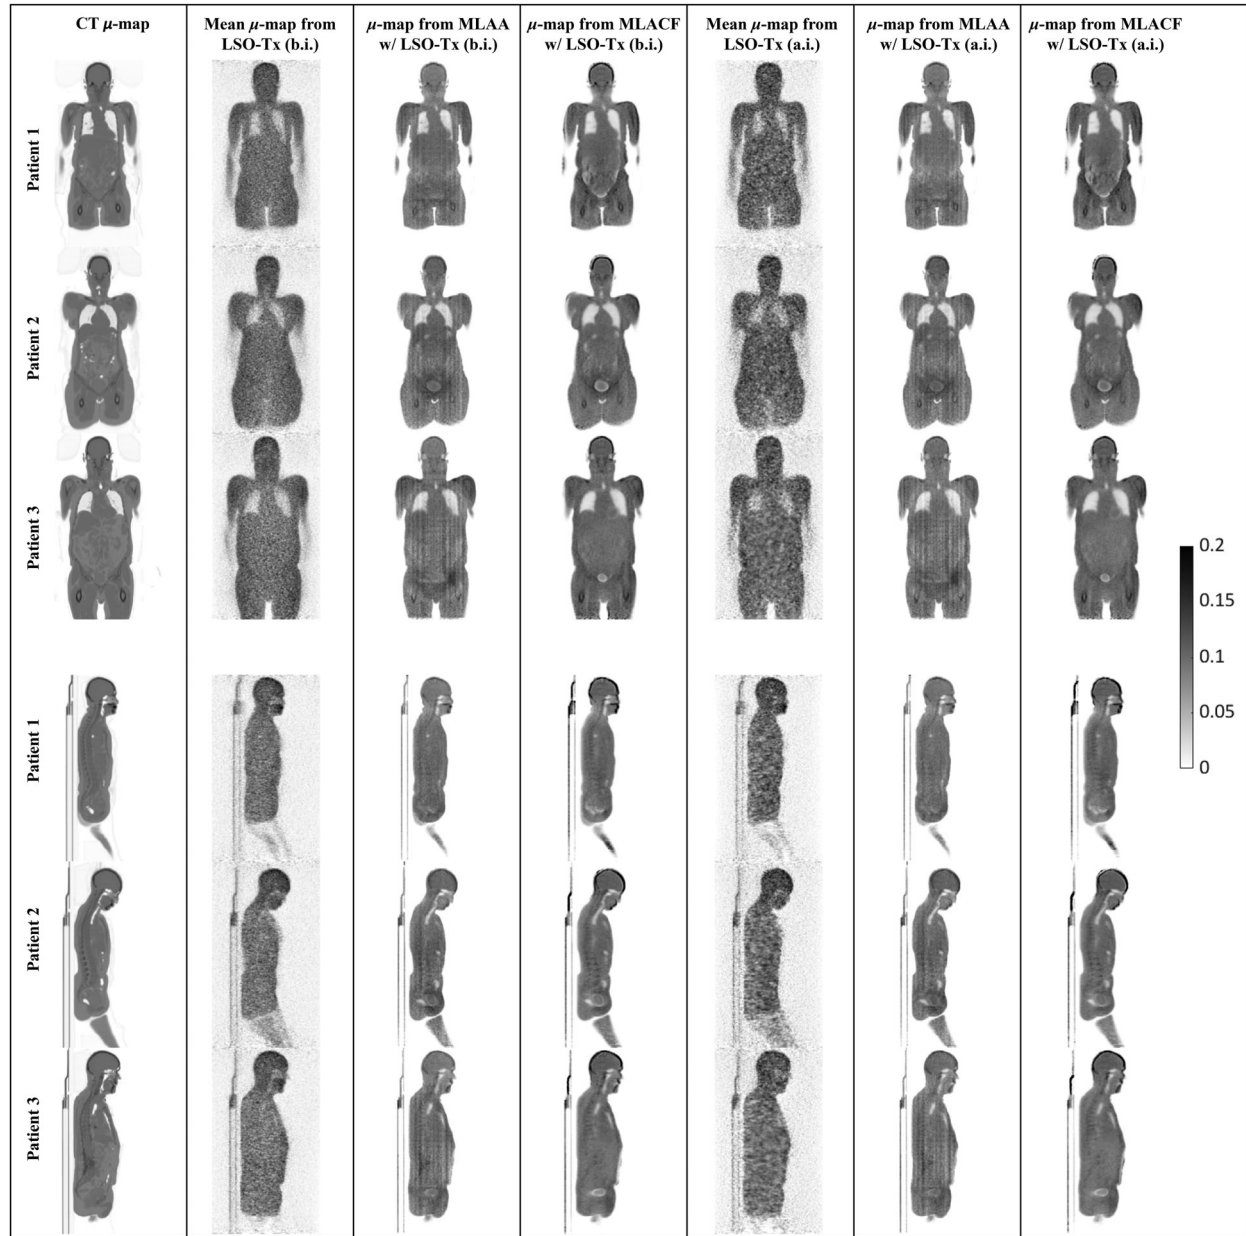 CT μ-map
Mean μ-map from
LSO-Tx (b.i.)
μ-map from MLAA
w/ LSO-Tx (b.i.)
μ-map from MLACF
w/ LSO-Tx (b.i.)
Mean μ-map from
LSO-Tx (a.i.)
μ-map from MLAA
w/ LSO-Tx (a.i.)
μ-map from MLACF
w/ LSO-Tx (a.i.)
Patient 1
Patient 2
Patient 3
Patient 1
Patient 2
Patient 3
0.2
0.15
0.1
0.05
0